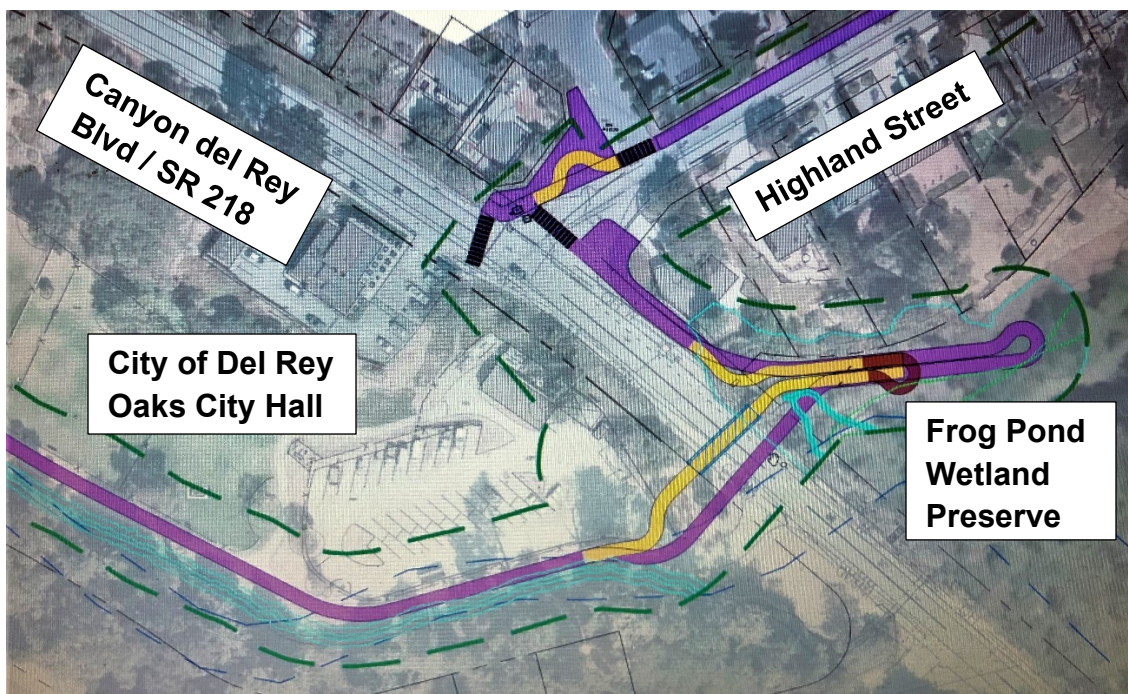 Canyon del Rey
Blvd / SR 218
Highland Street
City of Del Rey
Oaks City Hall
Frog Pond
Wetland
Preserve